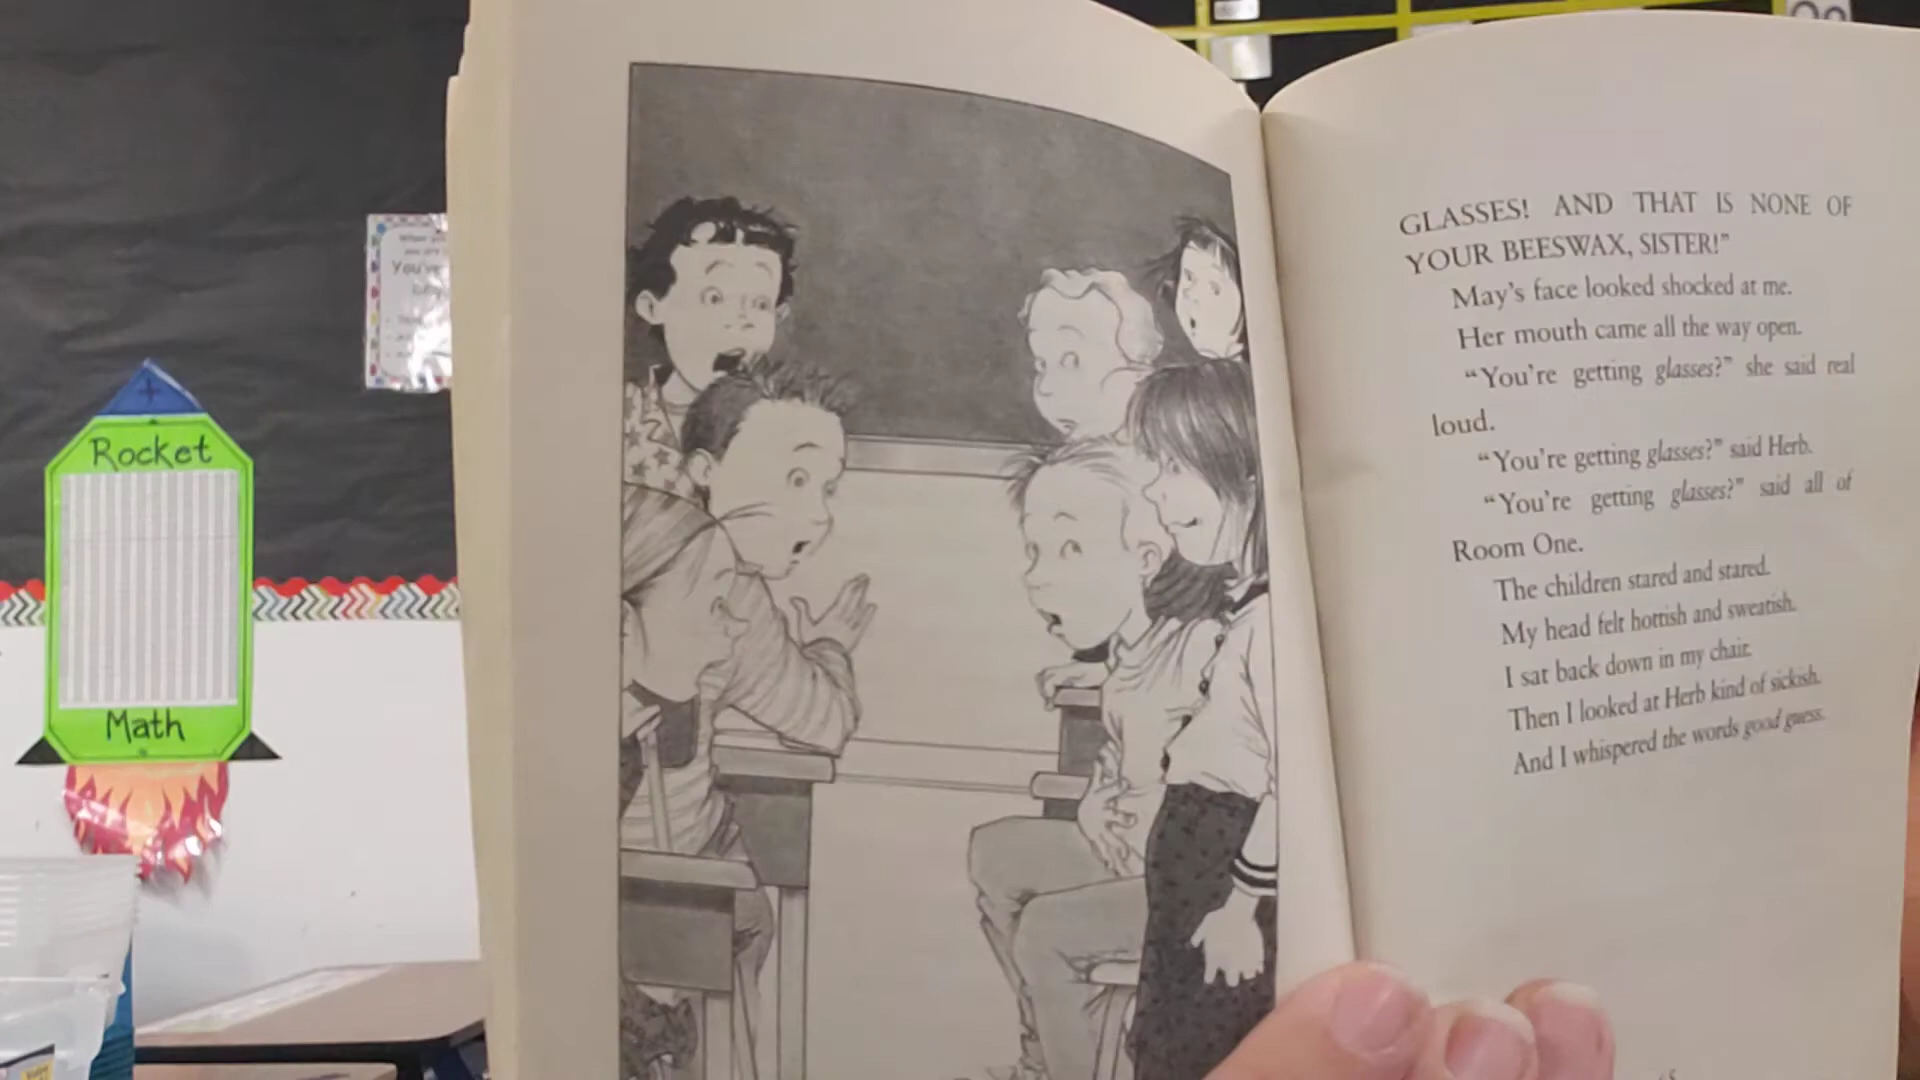 GLASSES! AND THAT IS NONE OF
YOUR BEESWAX, SISTER!”
May’s face looked shocked at me.
Her mouth came all the way open.
“You’re getting glasses?” she said real
loud.
“You’re getting glasses?” said Herb.
“You’re getting glasses?” said all of
Room One.
The children stared and stared.
My head felt hottish and sweatish.
I sat back down in my chair.
Then I looked at Herb kind of sickish.
And I whispered the words good guess.
Rocket
Math